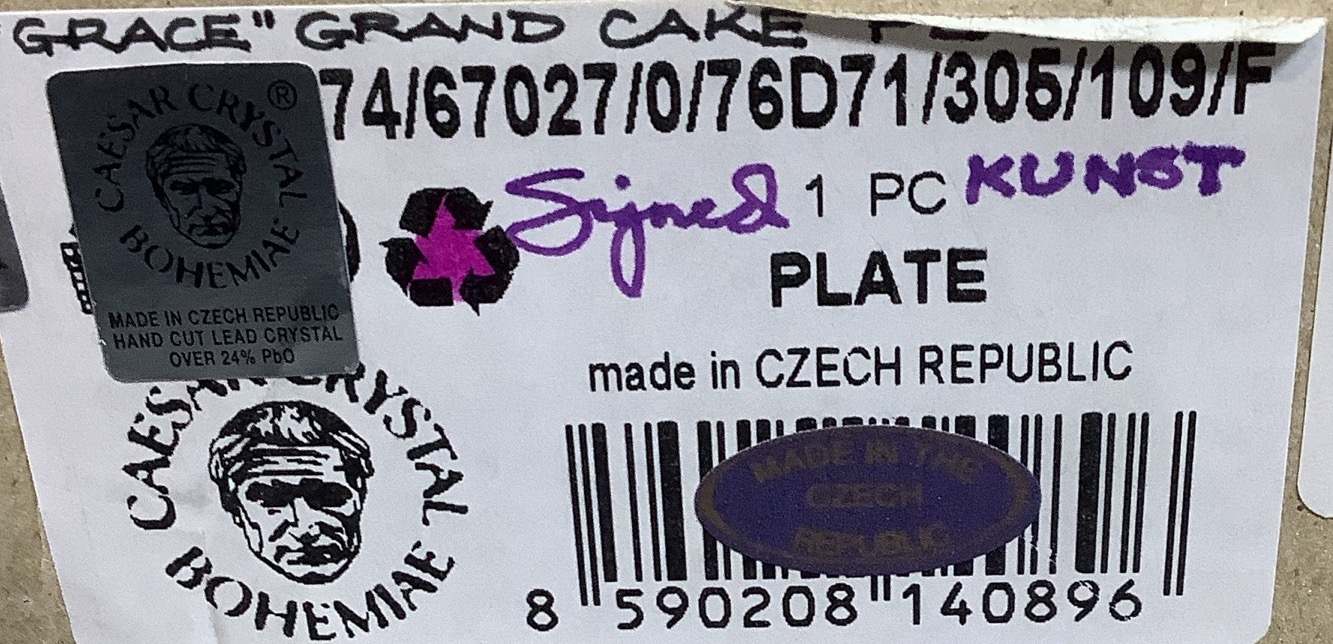 GRACE" GRAND CAKE
74/67027/0/76D71/305/109/F
CAESAR CRYSTAL ®
BOHEMIAE
MADE IN CZECH REPUBLIC
HAND CUT LEAD CRYSTAL
OVER 24% PbO
Signed 1 PC KUNST
PLATE
made in CZECH REPUBLIC
CAESAR CRYSTAL
BOHEMIAE
MADE IN THE
CZECH
REPUBLIC
8 590208 140896